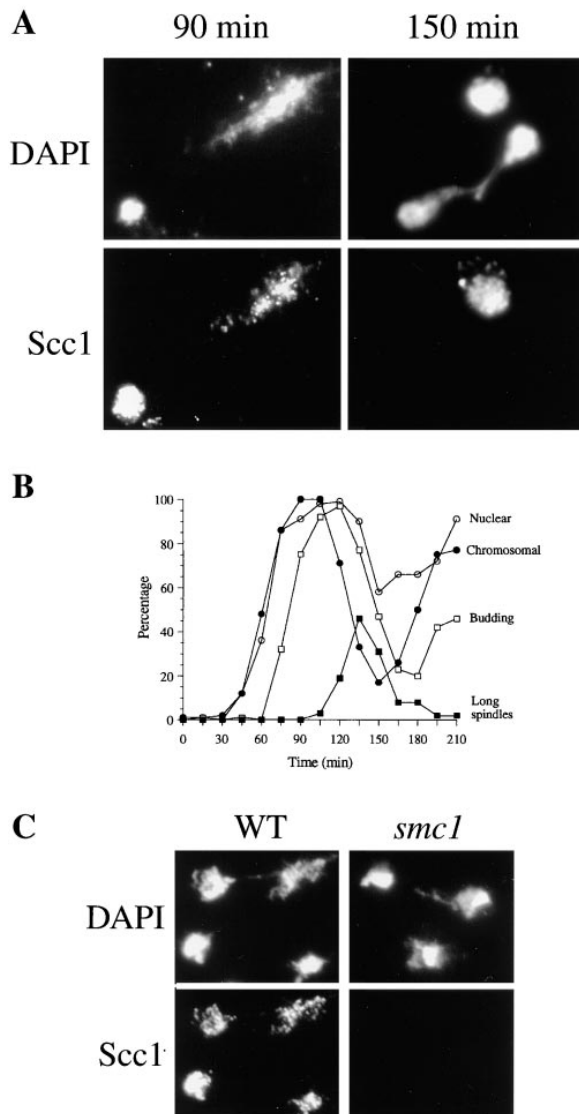 A
90 min 150 min
DAPI
Scc1
B
Percentage
100
80
60
40
20
0
0 30 60 90 120 150 180 210
Time (min)
Nuclear
Chromosomal
Budding
Long
spindles
C
WT smc1
DAPI
Scc1